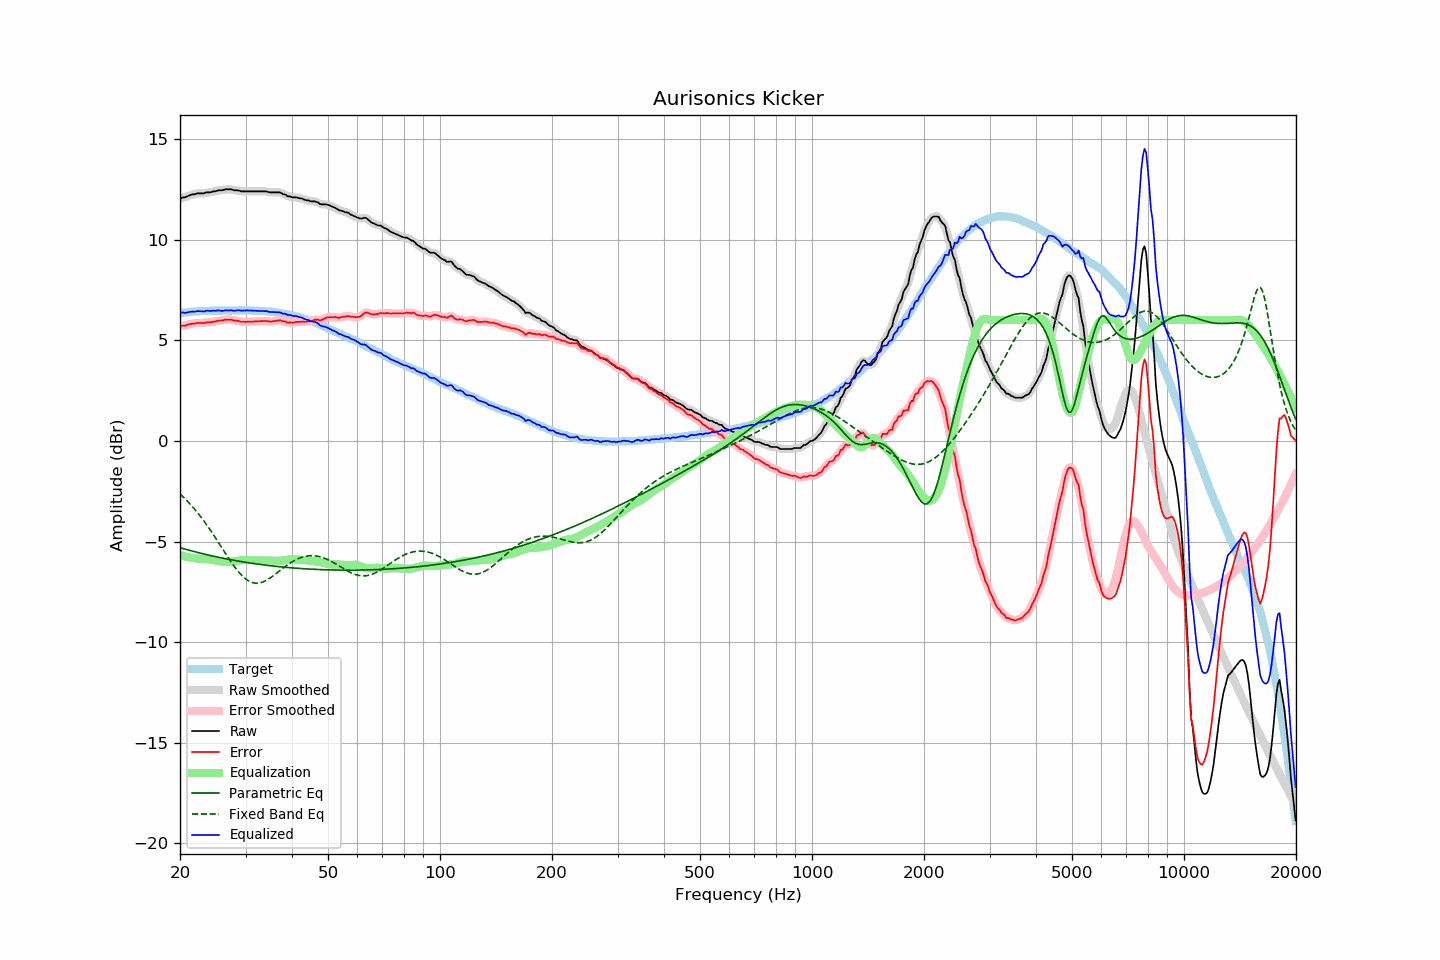 Aurisonics Kicker
15
10
5
0
−5
−10
−15
−20
Amplitude (dBr)
Target
Raw Smoothed
Error Smoothed
Raw
Error
Equalization
Parametric Eq
Fixed Band Eq
Equalized
20 50 100 200 500 1000 2000 5000 10000 20000
Frequency (Hz)